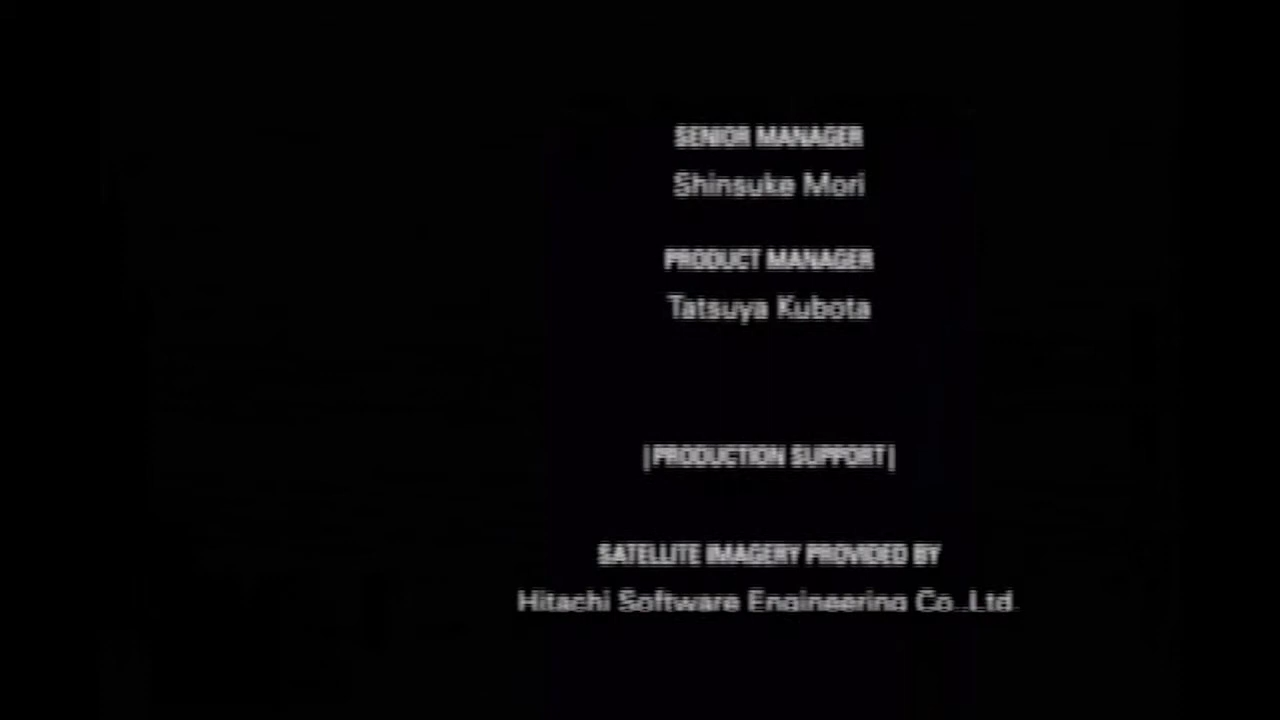 SENIOR MANAGER
Shinsuke Mori
PRODUCT MANAGER
Tatsuya Kubota
|PRODUCTION SUPPORT|
SATELLITE IMAGERY PROVIDED BY
Hitachi Software Engineering Co.,Ltd.